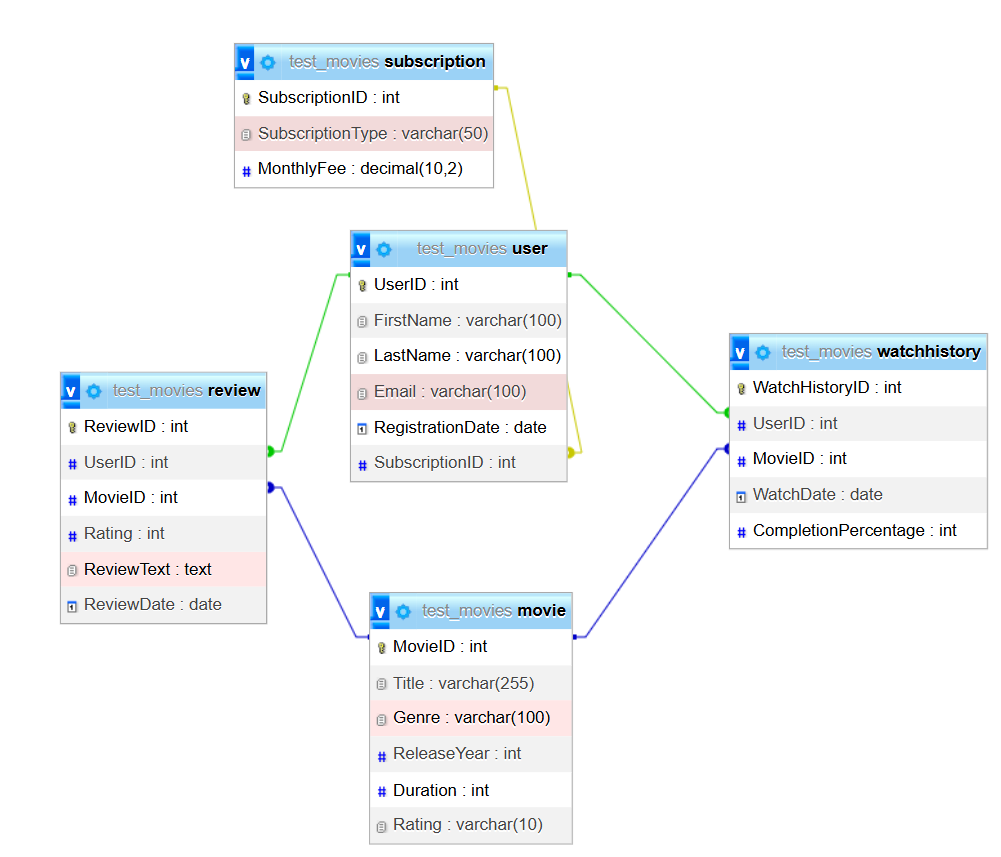 v test_movies subscription
SubscriptionID : int
SubscriptionType : varchar(50)
# MonthlyFee : decimal(10,2)
v test_movies user
UserID : int
FirstName : varchar(100)
LastName : varchar(100)
Email : varchar(100)
RegistrationDate : date
# SubscriptionID : int
v test_movies watchhistory
WatchHistoryID : int
# UserID : int
# MovieID : int
WatchDate : date
# CompletionPercentage : int
v test_movies review
ReviewID : int
# UserID : int
# MovieID : int
# Rating : int
ReviewText : text
ReviewDate : date
v test_movies movie
MovieID : int
Title : varchar(255)
Genre : varchar(100)
# ReleaseYear : int
# Duration : int
Rating : varchar(10)